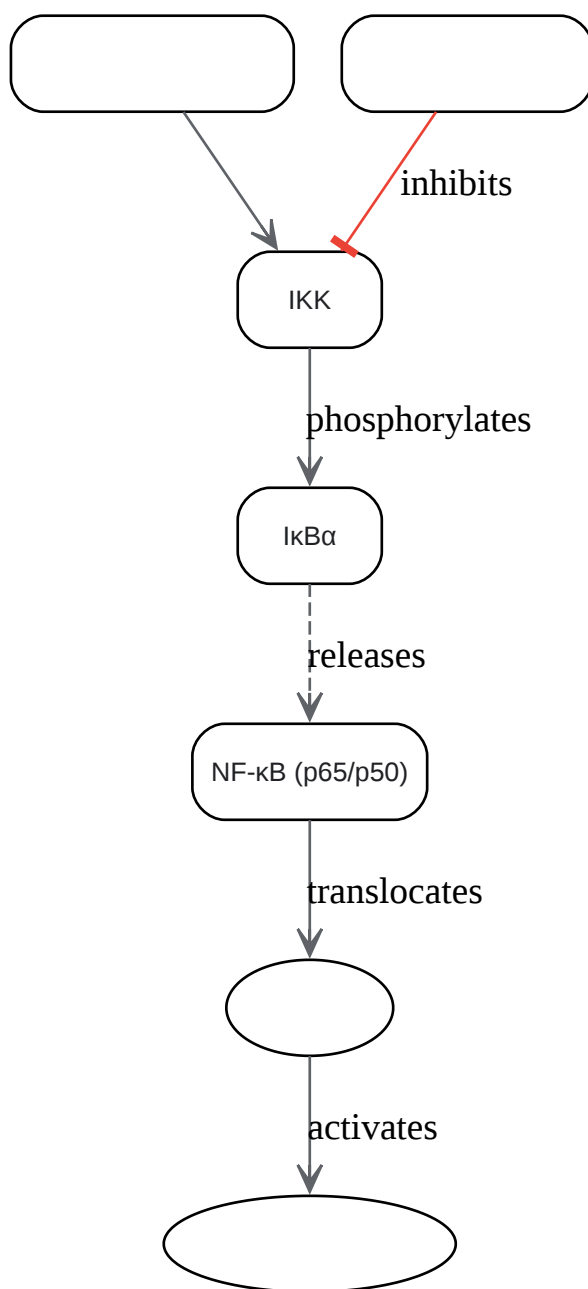 inhibits
IKK
phosphorylates
IκBα
releases
NF-κB (p65/p50)
translocates
activates